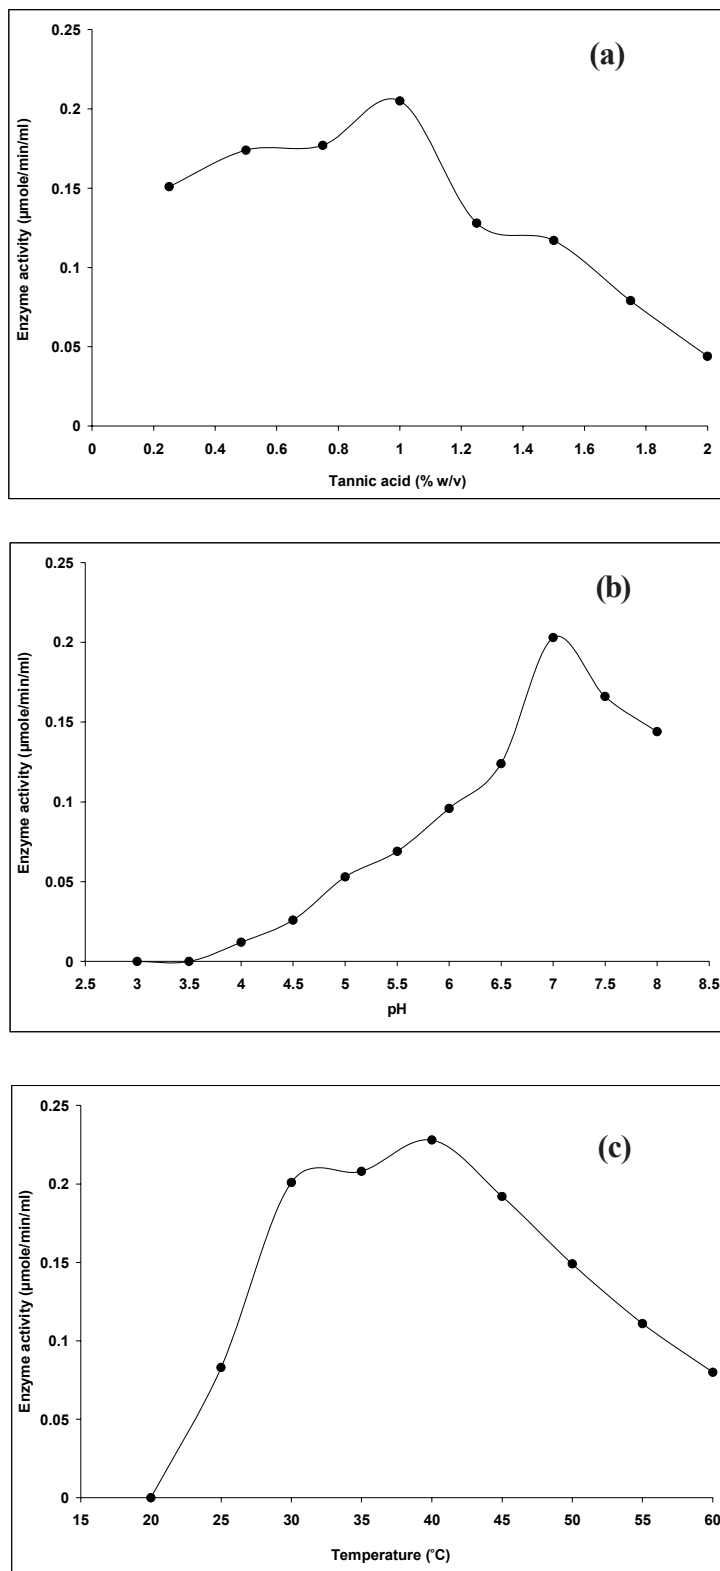 (a)
0.25
0.2
0.15
0.1
0.05
0
Enzyme activity (µmole/min/ml)
0 0.2 0.4 0.6 0.8 1 1.2 1.4 1.6 1.8 2
Tannic acid (% w/v)
(b)
0.25
0.2
0.15
0.1
0.05
0
Enzyme activity (µmole/min/ml)
2.5 3 3.5 4 4.5 5 5.5 6 6.5 7 7.5 8 8.5
pH
(c)
0.25
0.2
0.15
0.1
0.05
0
Enzyme activity (µmole/min/ml)
15 20 25 30 35 40 45 50 55 60
Temperature (°C)